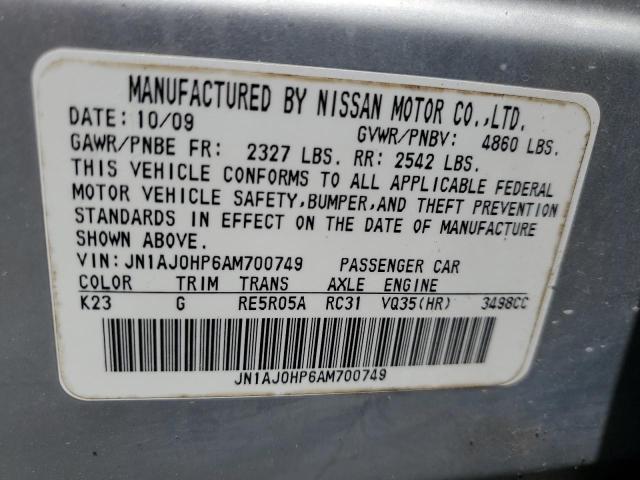 MANUFACTURED BY NISSAN MOTOR CO.,LTD.
DATE: 10/09 GVWR/PNBV: 4860 LBS.
GAWR/PNBE FR: 2327 LBS. RR: 2542 LBS.
THIS VEHICLE CONFORMS TO ALL APPLICABLE FEDERAL
MOTOR VEHICLE SAFETY,BUMPER,AND THEFT PREVENTION
STANDARDS IN EFFECT ON THE DATE OF MANUFACTURE
SHOWN ABOVE.
VIN:JN1AJ0HP6AM700749 PASSENGER CAR
COLOR TRIM TRANS AXLE ENGINE
K23 G RE5R05A RC31 VQ35(HR) 3498CC
JN1AJ0HP6AM700749